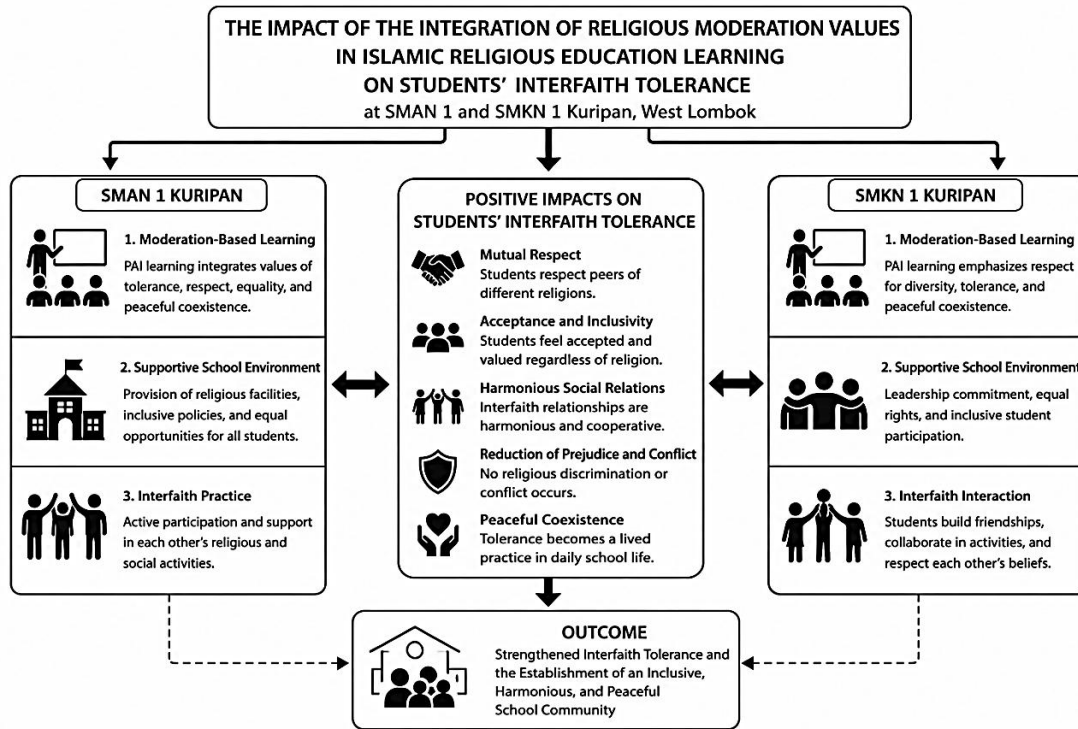 THE IMPACT OF THE INTEGRATION OF RELIGIOUS MODERATION VALUES
IN ISLAMIC RELIGIOUS EDUCATION LEARNING
ON STUDENTS' INTERFAITH TOLERANCE
at SMAN 1 and SMKN 1 Kuripan, West Lombok
SMAN 1 KURIPAN
1. Moderation-Based Learning
PAI learning integrates values of
tolerance, respect, equality, and
peaceful coexistence.
2. Supportive School Environment
Provision of religious facilities,
inclusive policies, and equal
opportunities for all students.
3. Interfaith Practice
Active participation and support
in each other's religious and
social activities.
POSITIVE IMPACTS ON
STUDENTS' INTERFAITH TOLERANCE
Mutual Respect
Students respect peers of
different religions.
Acceptance and Inclusivity
Students feel accepted and
valued regardless of religion.
Harmonious Social Relations
Interfaith relationships are
harmonious and cooperative.
Reduction of Prejudice and Conflict
No religious discrimination or
conflict occurs.
Peaceful Coexistence
Tolerance becomes a lived
practice in daily school life.
SMKN 1 KURIPAN
1. Moderation-Based Learning
PAI learning emphasizes respect
for diversity, tolerance, and
peaceful coexistence.
2. Supportive School Environment
Leadership commitment, equal
rights, and inclusive student
participation.
3. Interfaith Interaction
Students build friendships,
collaborate in activities, and
respect each other's beliefs.
OUTCOME
Strengthened Interfaith Tolerance and
the Establishment of an Inclusive,
Harmonious, and Peaceful
School Community